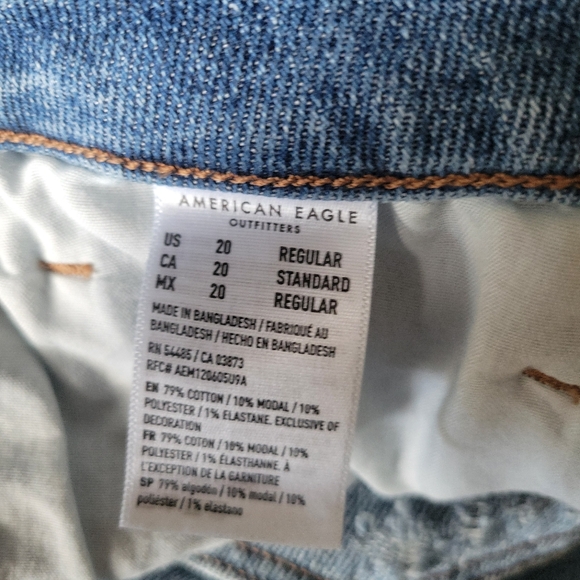 AMERICAN EAGLE
OUTFITTERS
US 20 REGULAR
CA 20 STANDARD
MX 20 REGULAR
MADE IN BANGLADESH / FABRIQUÉ AU
BANGLADESH / HECHO EN BANGLADESH
RN 54485 / CA 03873
RFC# AEM120605U9A
EN 79% COTTON / 10% MODAL / 10%
POLYESTER / 1% ELASTANE. EXCLUSIVE OF
DECORATION
FR 79% COTON / 10% MODAL / 10%
POLYESTER / 1% ÉLASTHANNE. À
L'EXCEPTION DE LA GARNITURE
SP 79% algodón / 10% modal / 10%
poliéster / 1% elastano